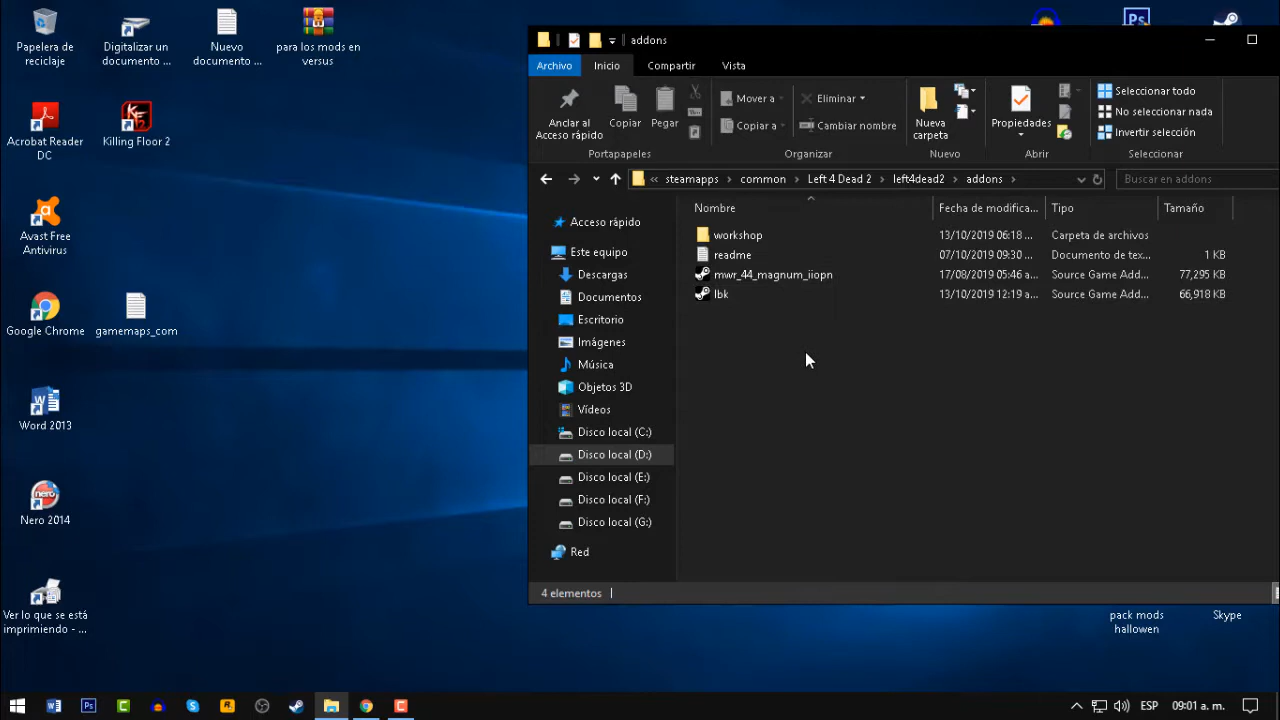 Papelera de
reciclaje
Digitalizar un
documento ...
Nuevo
documento ...
para los mods en
versus
Acrobat Reader
DC
Killing Floor 2
Avast Free
Antivirus
Google Chrome
gamemaps_com
Word 2013
Nero 2014
Ver lo que se está
imprimiendo - ...
Ps
addons
Archivo
Inicio
Compartir
Vista
Anclar al
Acceso rápido
Copiar
Pegar
Portapapeles
Mover a
Copiar a
Eliminar
Cambiar nombre
Organizar
Nueva
carpeta
Nuevo
Propiedades
Abrir
Seleccionar todo
No seleccionar nada
Invertir selección
Seleccionar
« steamapps > common > Left 4 Dead 2 > left4dead2 > addons >
Buscar en addons
Nombre
Fecha de modifica...
Tipo
Tamaño
workshop 13/10/2019 06:18 ... Carpeta de archivos
readme 07/10/2019 09:30 ... Documento de tex... 1 KB
mwr_44_magnum_iiopn 17/08/2019 05:46 a... Source Game Add... 77,295 KB
lbk 13/10/2019 12:19 a... Source Game Add... 66,918 KB
Acceso rápido
Este equipo
Descargas
Documentos
Escritorio
Imágenes
Música
Objetos 3D
Vídeos
Disco local (C:)
Disco local (D:)
Disco local (E:)
Disco local (F:)
Disco local (G:)
Red
4 elementos
pack mods
hallowen
Skype
ESP
09:01 a. m.